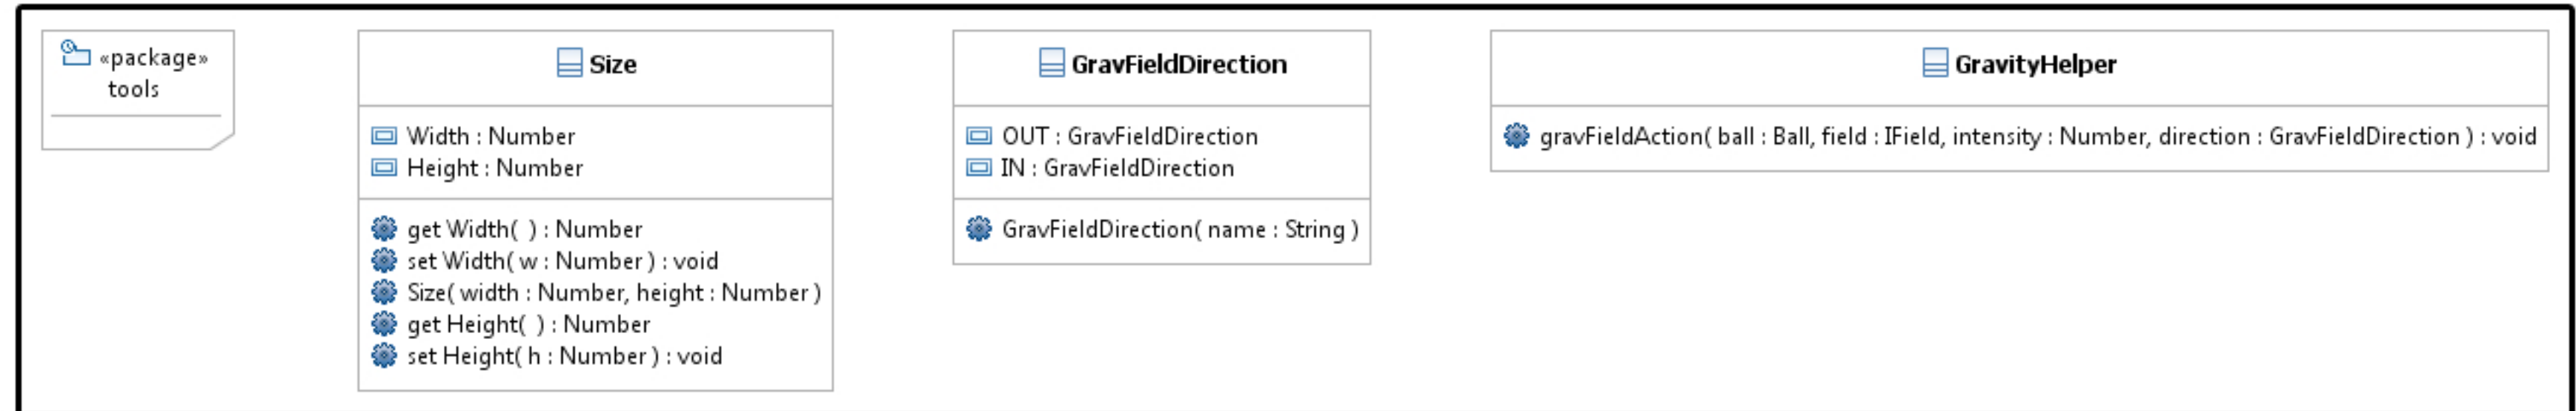 «package»
tools
Size
Width : Number
Height : Number
get Width( ) : Number
set Width( w : Number ) : void
Size( width : Number, height : Number )
get Height( ) : Number
set Height( h : Number ) : void
GravFieldDirection
OUT : GravFieldDirection
IN : GravFieldDirection
GravFieldDirection( name : String )
GravityHelper
gravFieldAction( ball : Ball, field : IField, intensity : Number, direction : GravFieldDirection ) : void